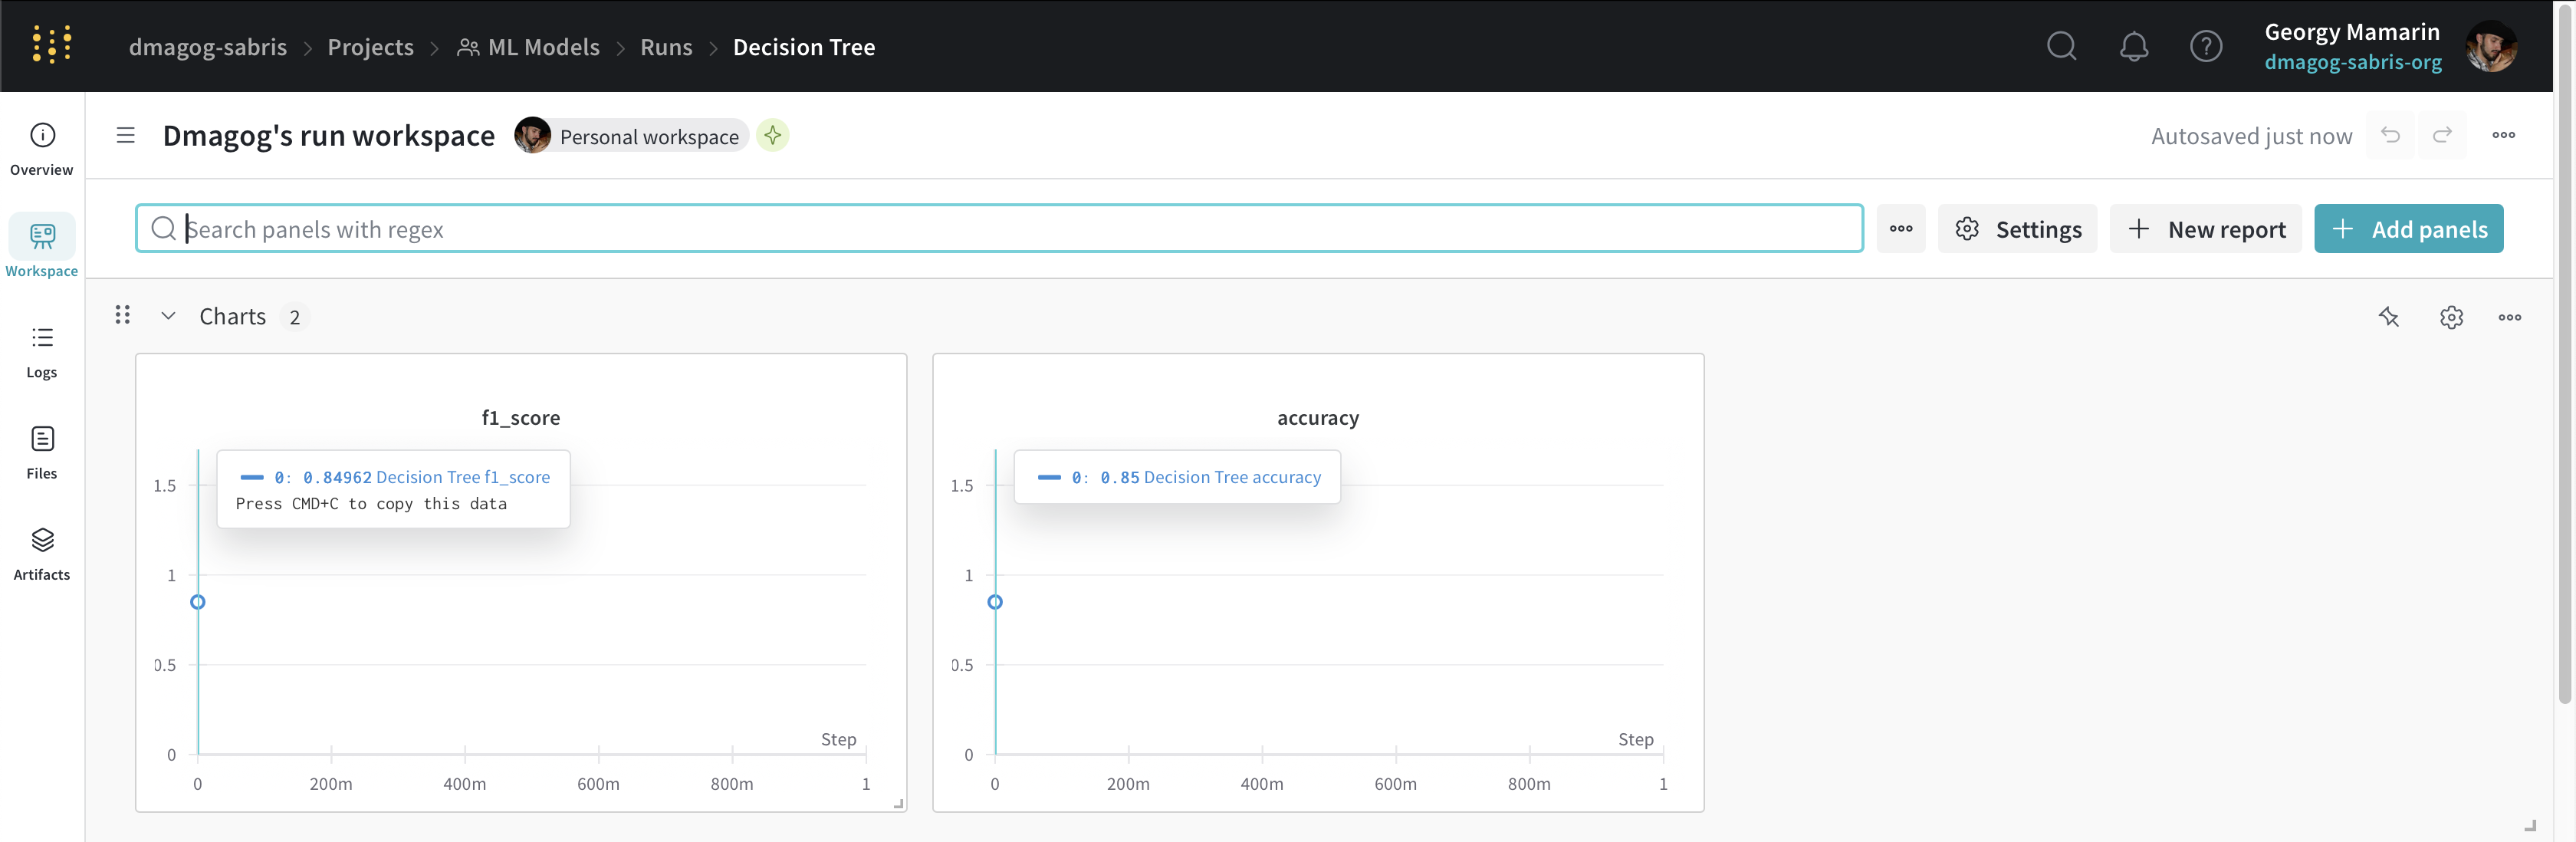 dmagog-sabris > Projects > ML Models > Runs > Decision Tree
Georgy Mamarin
dmagog-sabris-org
Overview
Workspace
Logs
Files
Artifacts
Dmagog's run workspace
Personal workspace
Autosaved just now
Search panels with regex
Settings
New report
Add panels
Charts 2
f1_score
0: 0.84962 Decision Tree f1_score
Press CMD+C to copy this data
1.5
1
0.5
0
Step
0 200m 400m 600m 800m 1
accuracy
0: 0.85 Decision Tree accuracy
1.5
1
0.5
0
Step
0 200m 400m 600m 800m 1